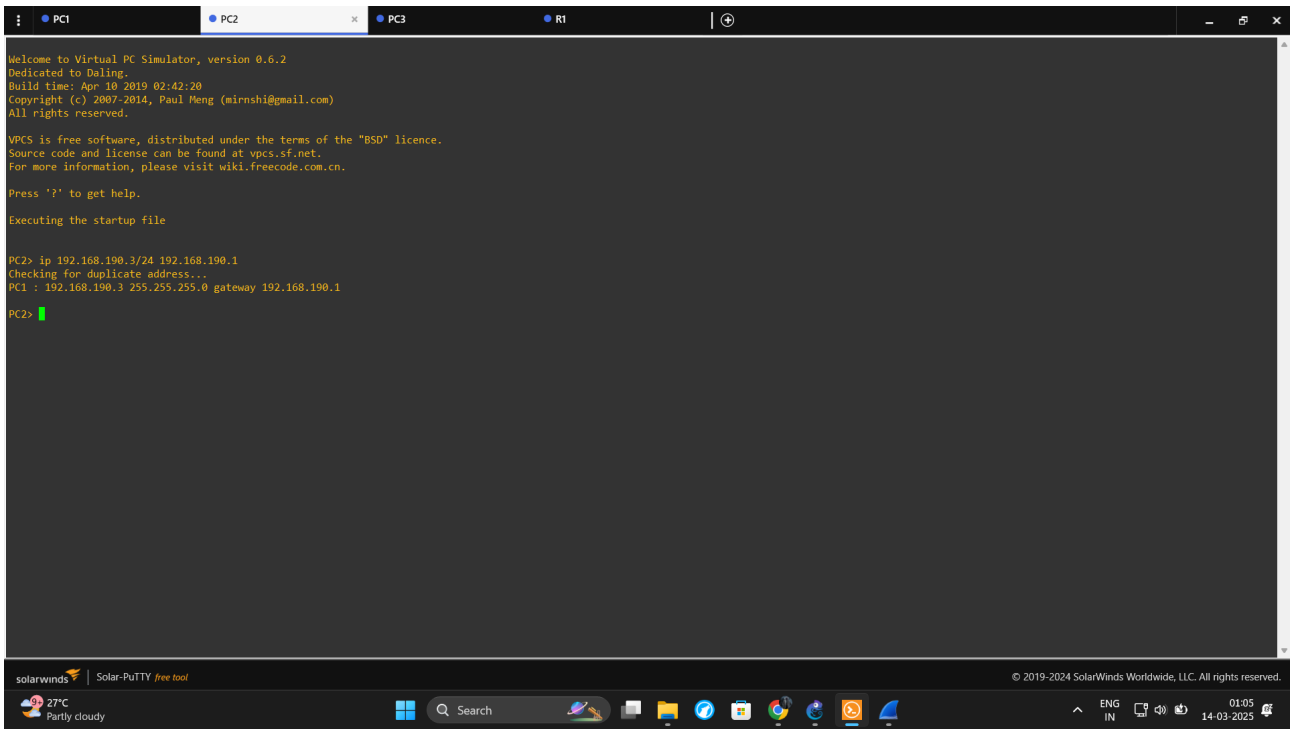 PC1 PC2 PC3 R1
Welcome to Virtual PC Simulator, version 0.6.2
Dedicated to Daling.
Build time: Apr 10 2019 02:42:20
Copyright (c) 2007-2014, Paul Meng (mirnshi@gmail.com)
All rights reserved.
VPCS is free software, distributed under the terms of the "BSD" licence.
Source code and license can be found at vpcs.sf.net.
For more information, please visit wiki.freecode.com.cn.
Press '?' to get help.
Executing the startup file
PC2> ip 192.168.190.3/24 192.168.190.1
Checking for duplicate address...
PC1 : 192.168.190.3 255.255.255.0 gateway 192.168.190.1
PC2>
solarwinds | Solar-PuTTY free tool © 2019-2024 SolarWinds Worldwide, LLC. All rights reserved.
9+ 27°C Search ENG 01:05
Partly cloudy IN 14-03-2025